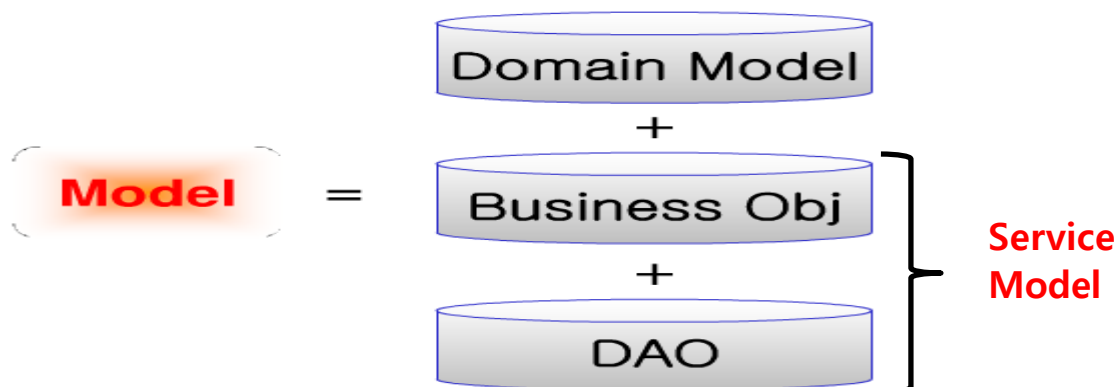 Domain Model
+
Model
=
Business Obj
+
DAO
Service
Model